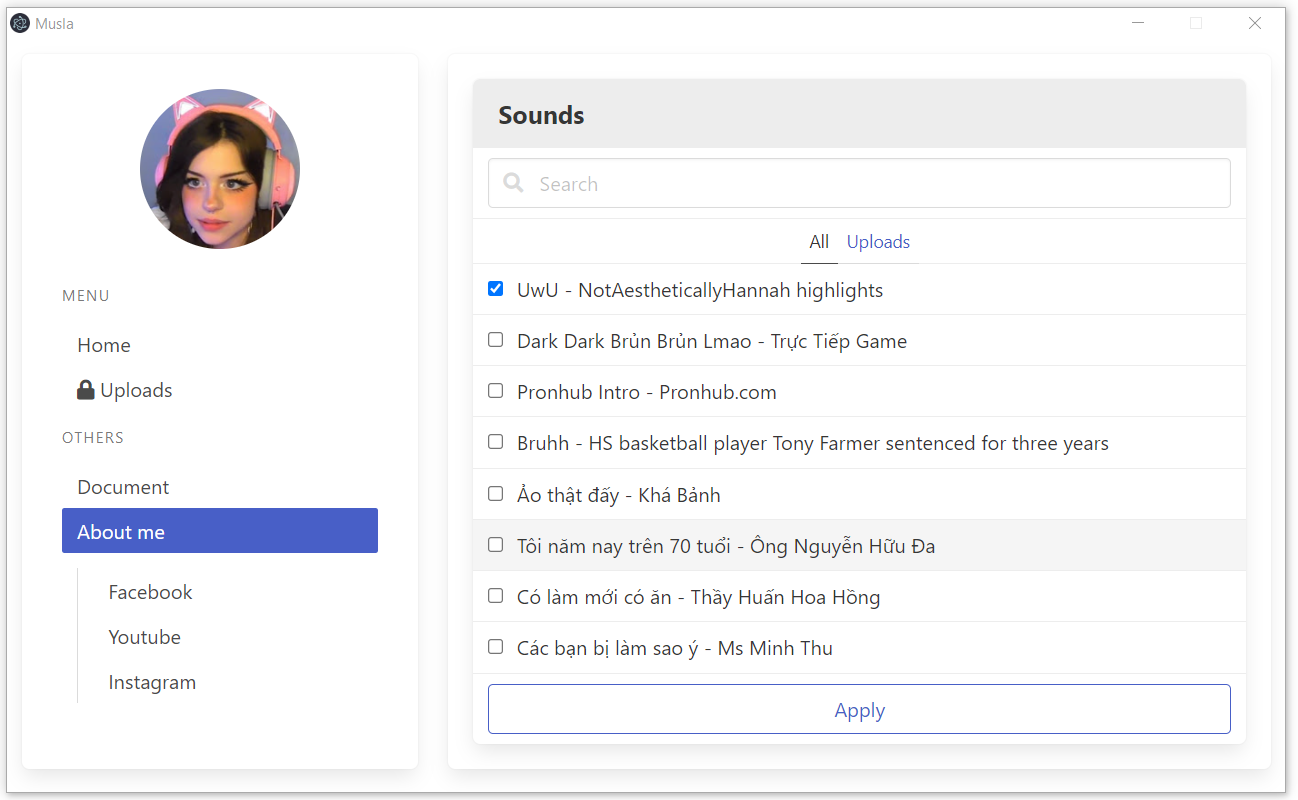 Musla
MENU
Home
Uploads
OTHERS
Document
About me
Facebook
Youtube
Instagram
Sounds
Search
All Uploads
UwU - NotAestheticallyHannah highlights
Dark Dark Brủn Brủn Lmao - Trực Tiếp Game
Pronhub Intro - Pronhub.com
Bruhh - HS basketball player Tony Farmer sentenced for three years
Ảo thật đấy - Khá Bảnh
Tôi năm nay trên 70 tuổi - Ông Nguyễn Hữu Đa
Có làm mới có ăn - Thầy Huấn Hoa Hồng
Các bạn bị làm sao ý - Ms Minh Thu
Apply